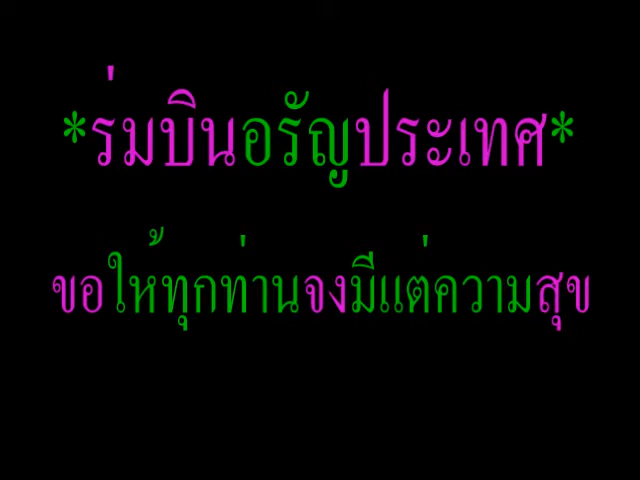 *ร่มบินอรัญประเทศ*
ขอให้ทุกท่านจงมีแต่ความสุข